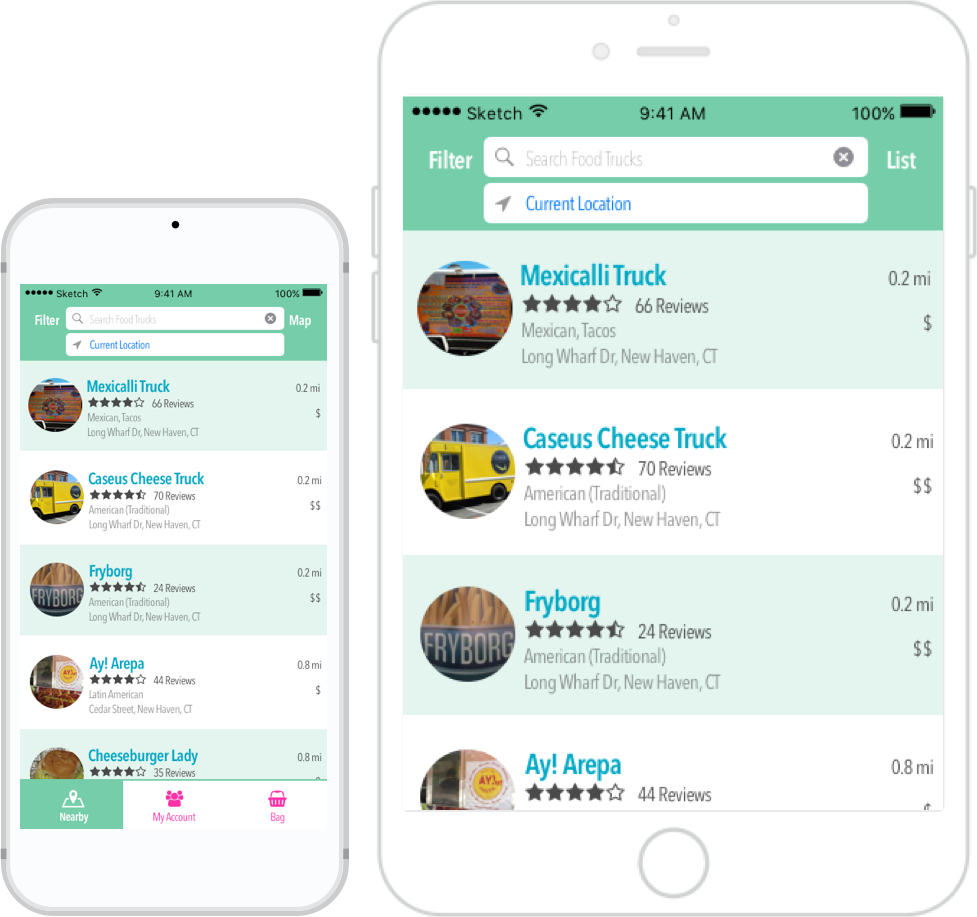 Sketch 9:41 AM 100%
Filter Search Food Trucks Map
Current Location
Mexicalli Truck 0.2 mi
66 Reviews $
Mexican, Tacos
Long Wharf Dr, New Haven, CT
Caseus Cheese Truck 0.2 mi
70 Reviews $$
American (Traditional)
Long Wharf Dr, New Haven, CT
FRYBORG
Fryborg 0.2 mi
24 Reviews $$
American (Traditional)
Long Wharf Dr, New Haven, CT
AY!
Ay! Arepa 0.8 mi
44 Reviews $
Latin American
Cedar Street, New Haven, CT
Cheeseburger Lady 0.8 mi
35 Reviews
Nearby My Account Bag
Sketch 9:41 AM 100%
Filter Search Food Trucks List
Current Location
Mexicalli Truck 0.2 mi
66 Reviews $
Mexican, Tacos
Long Wharf Dr, New Haven, CT
Caseus Cheese Truck 0.2 mi
70 Reviews $$
American (Traditional)
Long Wharf Dr, New Haven, CT
FRYBORG
Fryborg 0.2 mi
24 Reviews $$
American (Traditional)
Long Wharf Dr, New Haven, CT
AY!
Ay! Arepa 0.8 mi
44 Reviews